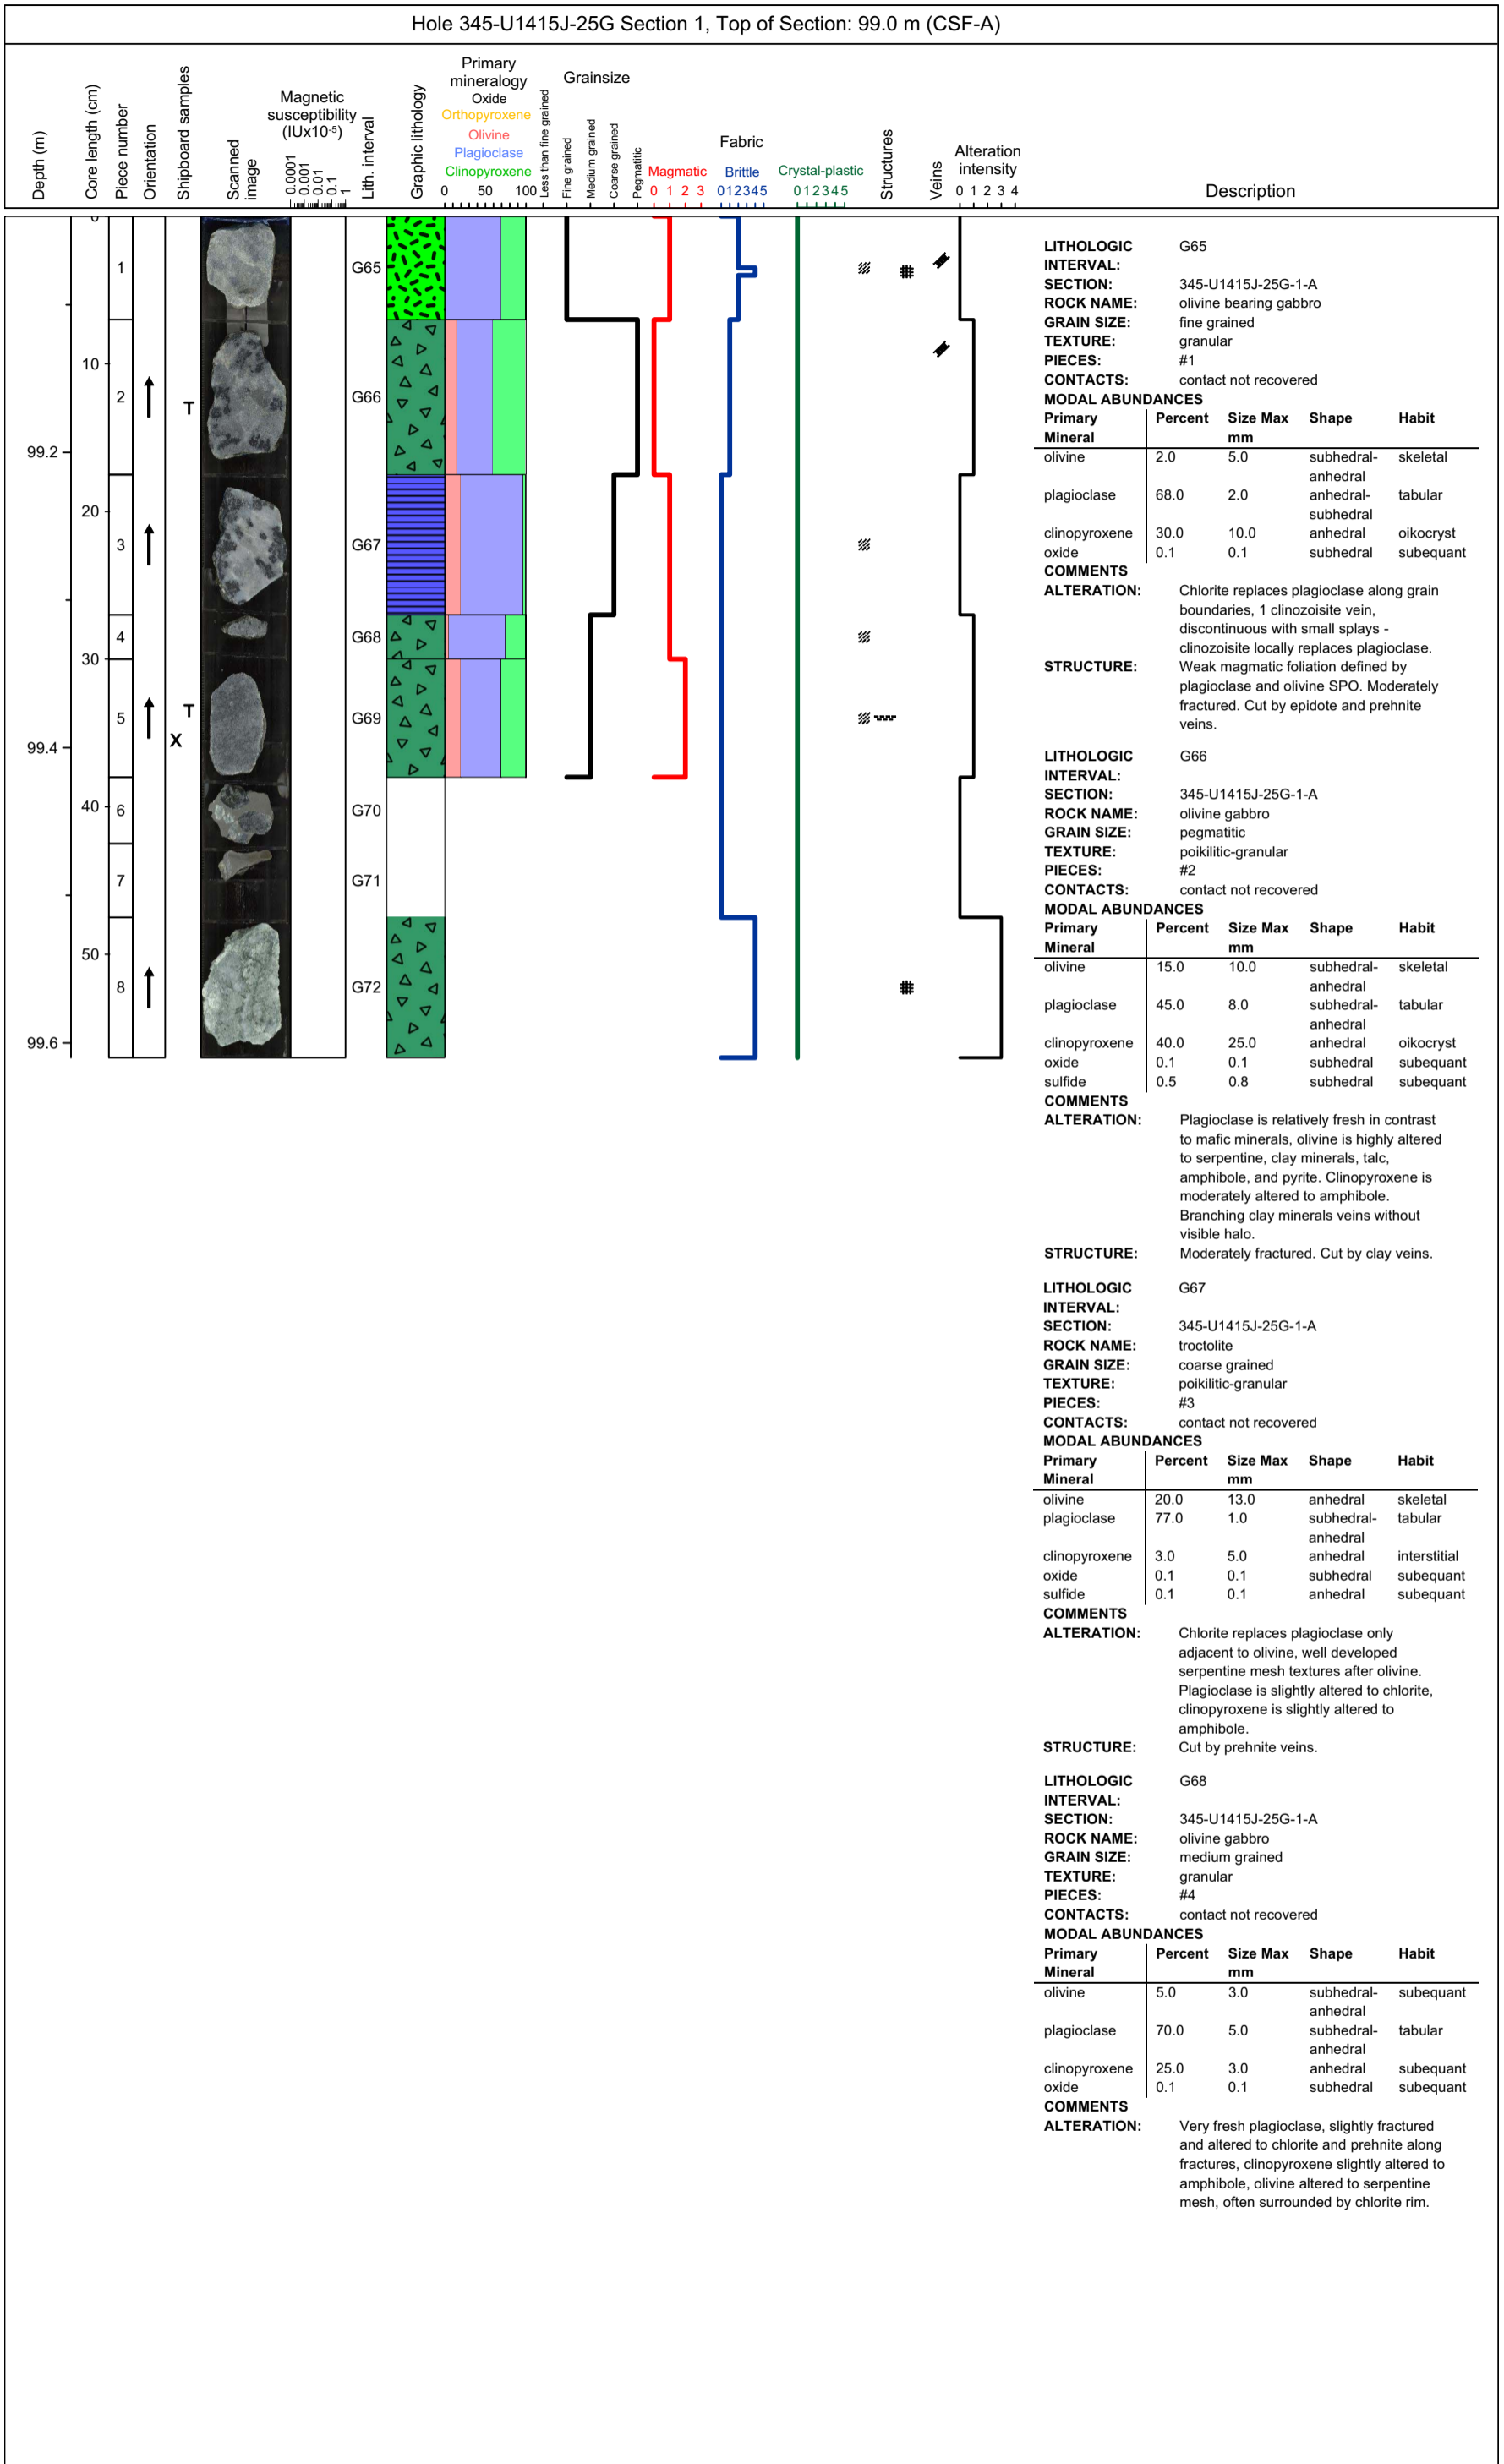 Hole 345-U1415J-25G Section 1, Top of Section: 99.0 m (CSF-A)
Depth (m)
Core length (cm)
Piece number
Orientation
Shipboard samples
Scanned
image
Magnetic
susceptibility
(IUx10-5)
0.0001
0.001
0.01
0.1
1
Lith. interval
Graphic lithology
Primary
mineralogy
Oxide
Orthopyroxene
Olivine
Plagioclase
Clinopyroxene
0 50 100
Grainsize
Less than fine grained
Fine grained
Medium grained
Coarse grained
Pegmatitic
Fabric
Magmatic
0 1 2 3
Brittle
0 1 2 3 4 5
Crystal-plastic
0 1 2 3 4 5
Structures
Veins
Alteration
intensity
0 1 2 3 4
Description
0
1
G65
10
2
T
G66
99.2
20
3
G67
4
G68
30
5
T
X
G69
99.4
40
6
G70
7
G71
50
8
G72
99.6
LITHOLOGIC G65
INTERVAL:
SECTION: 345-U1415J-25G-1-A
ROCK NAME: olivine bearing gabbro
GRAIN SIZE: fine grained
TEXTURE: granular
PIECES: #1
CONTACTS: contact not recovered
MODAL ABUNDANCES
Primary Percent Size Max Shape Habit
Mineral mm
olivine 2.0 5.0 subhedral- skeletal
anhedral
plagioclase 68.0 2.0 anhedral- tabular
subhedral
clinopyroxene 30.0 10.0 anhedral oikocryst
oxide 0.1 0.1 subhedral subequant
COMMENTS
ALTERATION: Chlorite replaces plagioclase along grain
boundaries, 1 clinozoisite vein,
discontinuous with small splays -
clinozoisite locally replaces plagioclase.
STRUCTURE: Weak magmatic foliation defined by
plagioclase and olivine SPO. Moderately
fractured. Cut by epidote and prehnite
veins.
LITHOLOGIC G66
INTERVAL:
SECTION: 345-U1415J-25G-1-A
ROCK NAME: olivine gabbro
GRAIN SIZE: pegmatitic
TEXTURE: poikilitic-granular
PIECES: #2
CONTACTS: contact not recovered
MODAL ABUNDANCES
Primary Percent Size Max Shape Habit
Mineral mm
olivine 15.0 10.0 subhedral- skeletal
anhedral
plagioclase 45.0 8.0 subhedral- tabular
anhedral
clinopyroxene 40.0 25.0 anhedral oikocryst
oxide 0.1 0.1 subhedral subequant
sulfide 0.5 0.8 subhedral subequant
COMMENTS
ALTERATION: Plagioclase is relatively fresh in contrast
to mafic minerals, olivine is highly altered
to serpentine, clay minerals, talc,
amphibole, and pyrite. Clinopyroxene is
moderately altered to amphibole.
Branching clay minerals veins without
visible halo.
STRUCTURE: Moderately fractured. Cut by clay veins.
LITHOLOGIC G67
INTERVAL:
SECTION: 345-U1415J-25G-1-A
ROCK NAME: troctolite
GRAIN SIZE: coarse grained
TEXTURE: poikilitic-granular
PIECES: #3
CONTACTS: contact not recovered
MODAL ABUNDANCES
Primary Percent Size Max Shape Habit
Mineral mm
olivine 20.0 13.0 anhedral skeletal
plagioclase 77.0 1.0 subhedral- tabular
anhedral
clinopyroxene 3.0 5.0 anhedral interstitial
oxide 0.1 0.1 subhedral subequant
sulfide 0.1 0.1 anhedral subequant
COMMENTS
ALTERATION: Chlorite replaces plagioclase only
adjacent to olivine, well developed
serpentine mesh textures after olivine.
Plagioclase is slightly altered to chlorite,
clinopyroxene is slightly altered to
amphibole.
STRUCTURE: Cut by prehnite veins.
LITHOLOGIC G68
INTERVAL:
SECTION: 345-U1415J-25G-1-A
ROCK NAME: olivine gabbro
GRAIN SIZE: medium grained
TEXTURE: granular
PIECES: #4
CONTACTS: contact not recovered
MODAL ABUNDANCES
Primary Percent Size Max Shape Habit
Mineral mm
olivine 5.0 3.0 subhedral- subequant
anhedral
plagioclase 70.0 5.0 subhedral- tabular
anhedral
clinopyroxene 25.0 3.0 anhedral subequant
oxide 0.1 0.1 subhedral subequant
COMMENTS
ALTERATION: Very fresh plagioclase, slightly fractured
and altered to chlorite and prehnite along
fractures, clinopyroxene slightly altered to
amphibole, olivine altered to serpentine
mesh, often surrounded by chlorite rim.